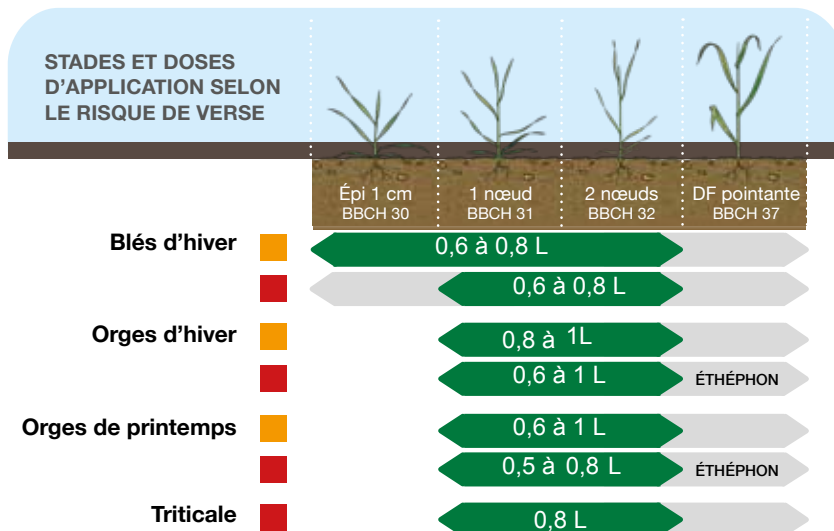 STADES ET DOSES
D'APPLICATION SELON
LE RISQUE DE VERSE
Épi 1 cm
BBCH 30
1 nœud
BBCH 31
2 nœuds
BBCH 32
DF pointante
BBCH 37
Blés d'hiver
0,6 à 0,8 L
0,6 à 0,8 L
Orges d'hiver
0,8 à 1L
0,6 à 1 L
ÉTHÉPHON
Orges de printemps
0,6 à 1 L
0,5 à 0,8 L
ÉTHÉPHON
Triticale
0,8 L